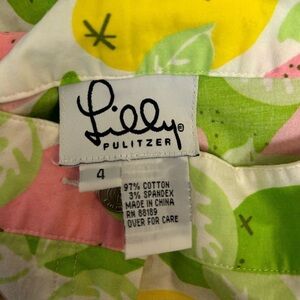 Lilly®
PULITZER
4
97% COTTON
3% SPANDEX
MADE IN CHINA
RN 88189
OVER FOR CARE